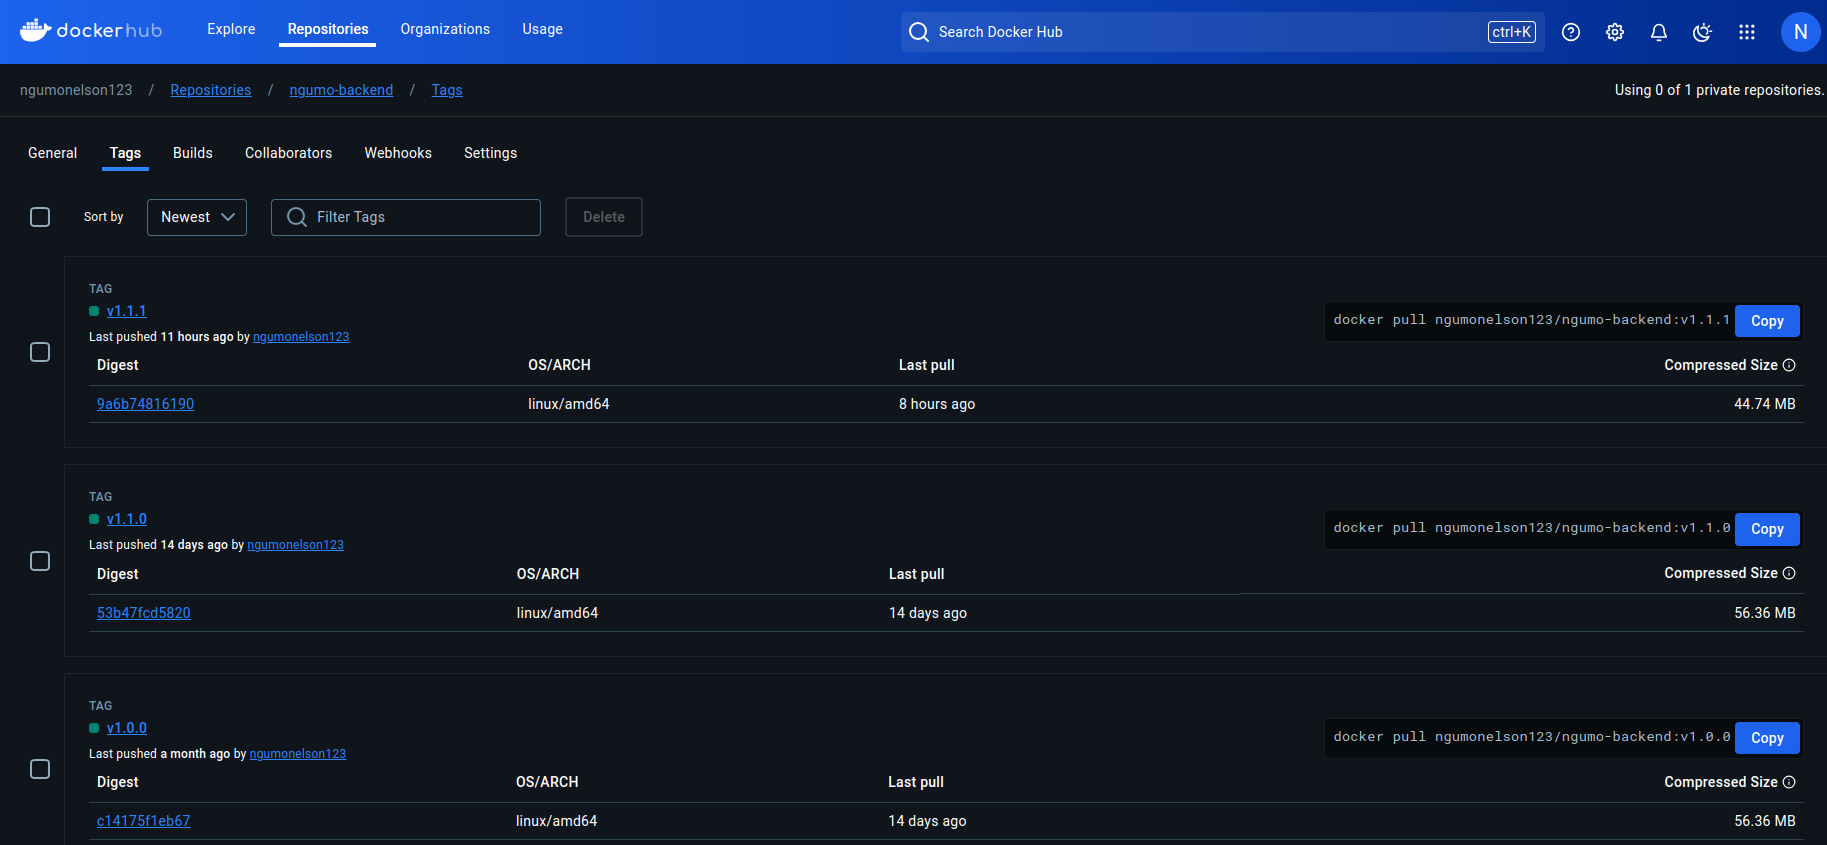 dockerhub Explore Repositories Organizations Usage Search Docker Hub ctrl+K N
ngumonelson123 / Repositories / ngumo-backend / Tags Using 0 of 1 private repositories.
General Tags Builds Collaborators Webhooks Settings
Sort by Newest Filter Tags Delete
TAG
v1.1.1
docker pull ngumonelson123/ngumo-backend:v1.1.1 Copy
Last pushed 11 hours ago by ngumonelson123
Digest OS/ARCH Last pull Compressed Size
9a6b74816190 linux/amd64 8 hours ago 44.74 MB
TAG
v1.1.0
docker pull ngumonelson123/ngumo-backend:v1.1.0 Copy
Last pushed 14 days ago by ngumonelson123
Digest OS/ARCH Last pull Compressed Size
53b47fcd5820 linux/amd64 14 days ago 56.36 MB
TAG
v1.0.0
docker pull ngumonelson123/ngumo-backend:v1.0.0 Copy
Last pushed a month ago by ngumonelson123
Digest OS/ARCH Last pull Compressed Size
c14175f1eb67 linux/amd64 14 days ago 56.36 MB